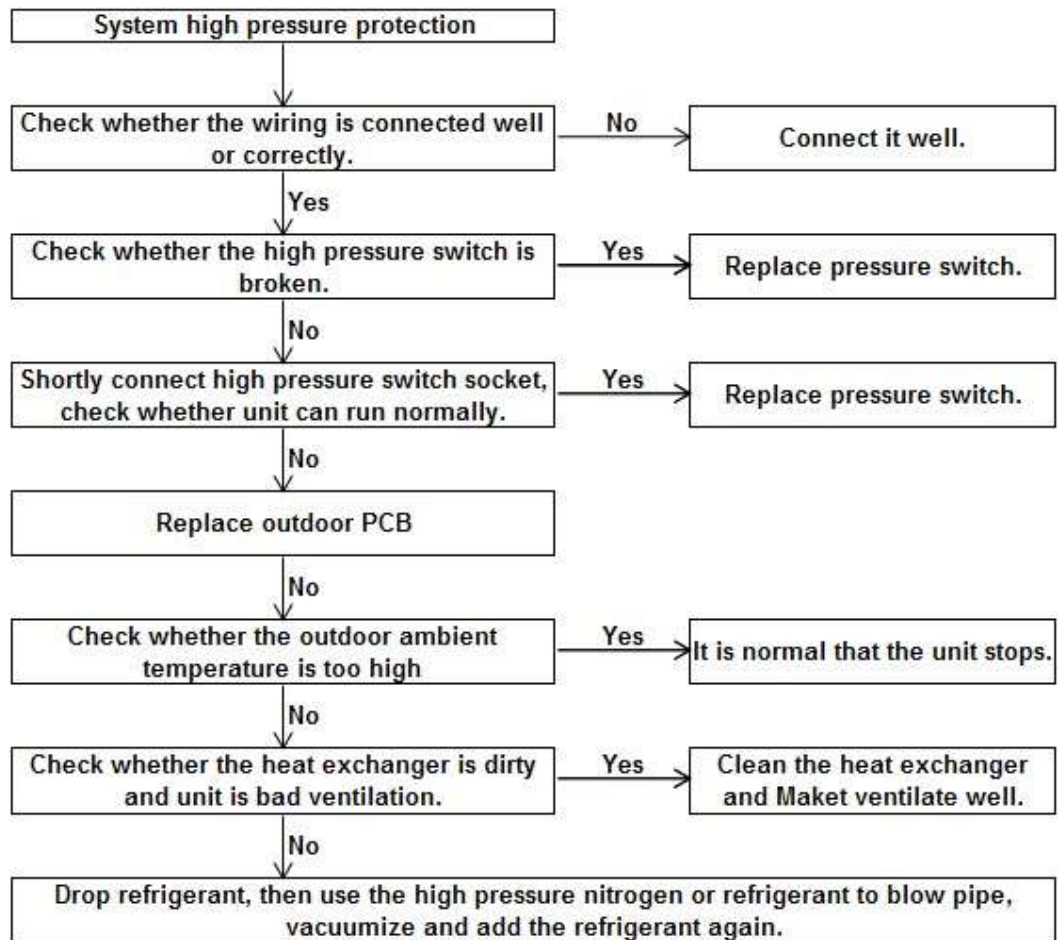 System high pressure protection
Check whether the wiring is connected well
or correctly.
No
Connect it well.
Yes
Check whether the high pressure switch is
broken.
Yes
Replace pressure switch.
No
Shortly connect high pressure switch socket,
check whether unit can run normally.
Yes
Replace pressure switch.
No
Replace outdoor PCB
No
Check whether the outdoor ambient
temperature is too high
Yes
It is normal that the unit stops.
No
Check whether the heat exchanger is dirty
and unit is bad ventilation.
Yes
Clean the heat exchanger
and Maket ventilate well.
No
Drop refrigerant, then use the high pressure nitrogen or refrigerant to blow pipe,
vacuumize and add the refrigerant again.